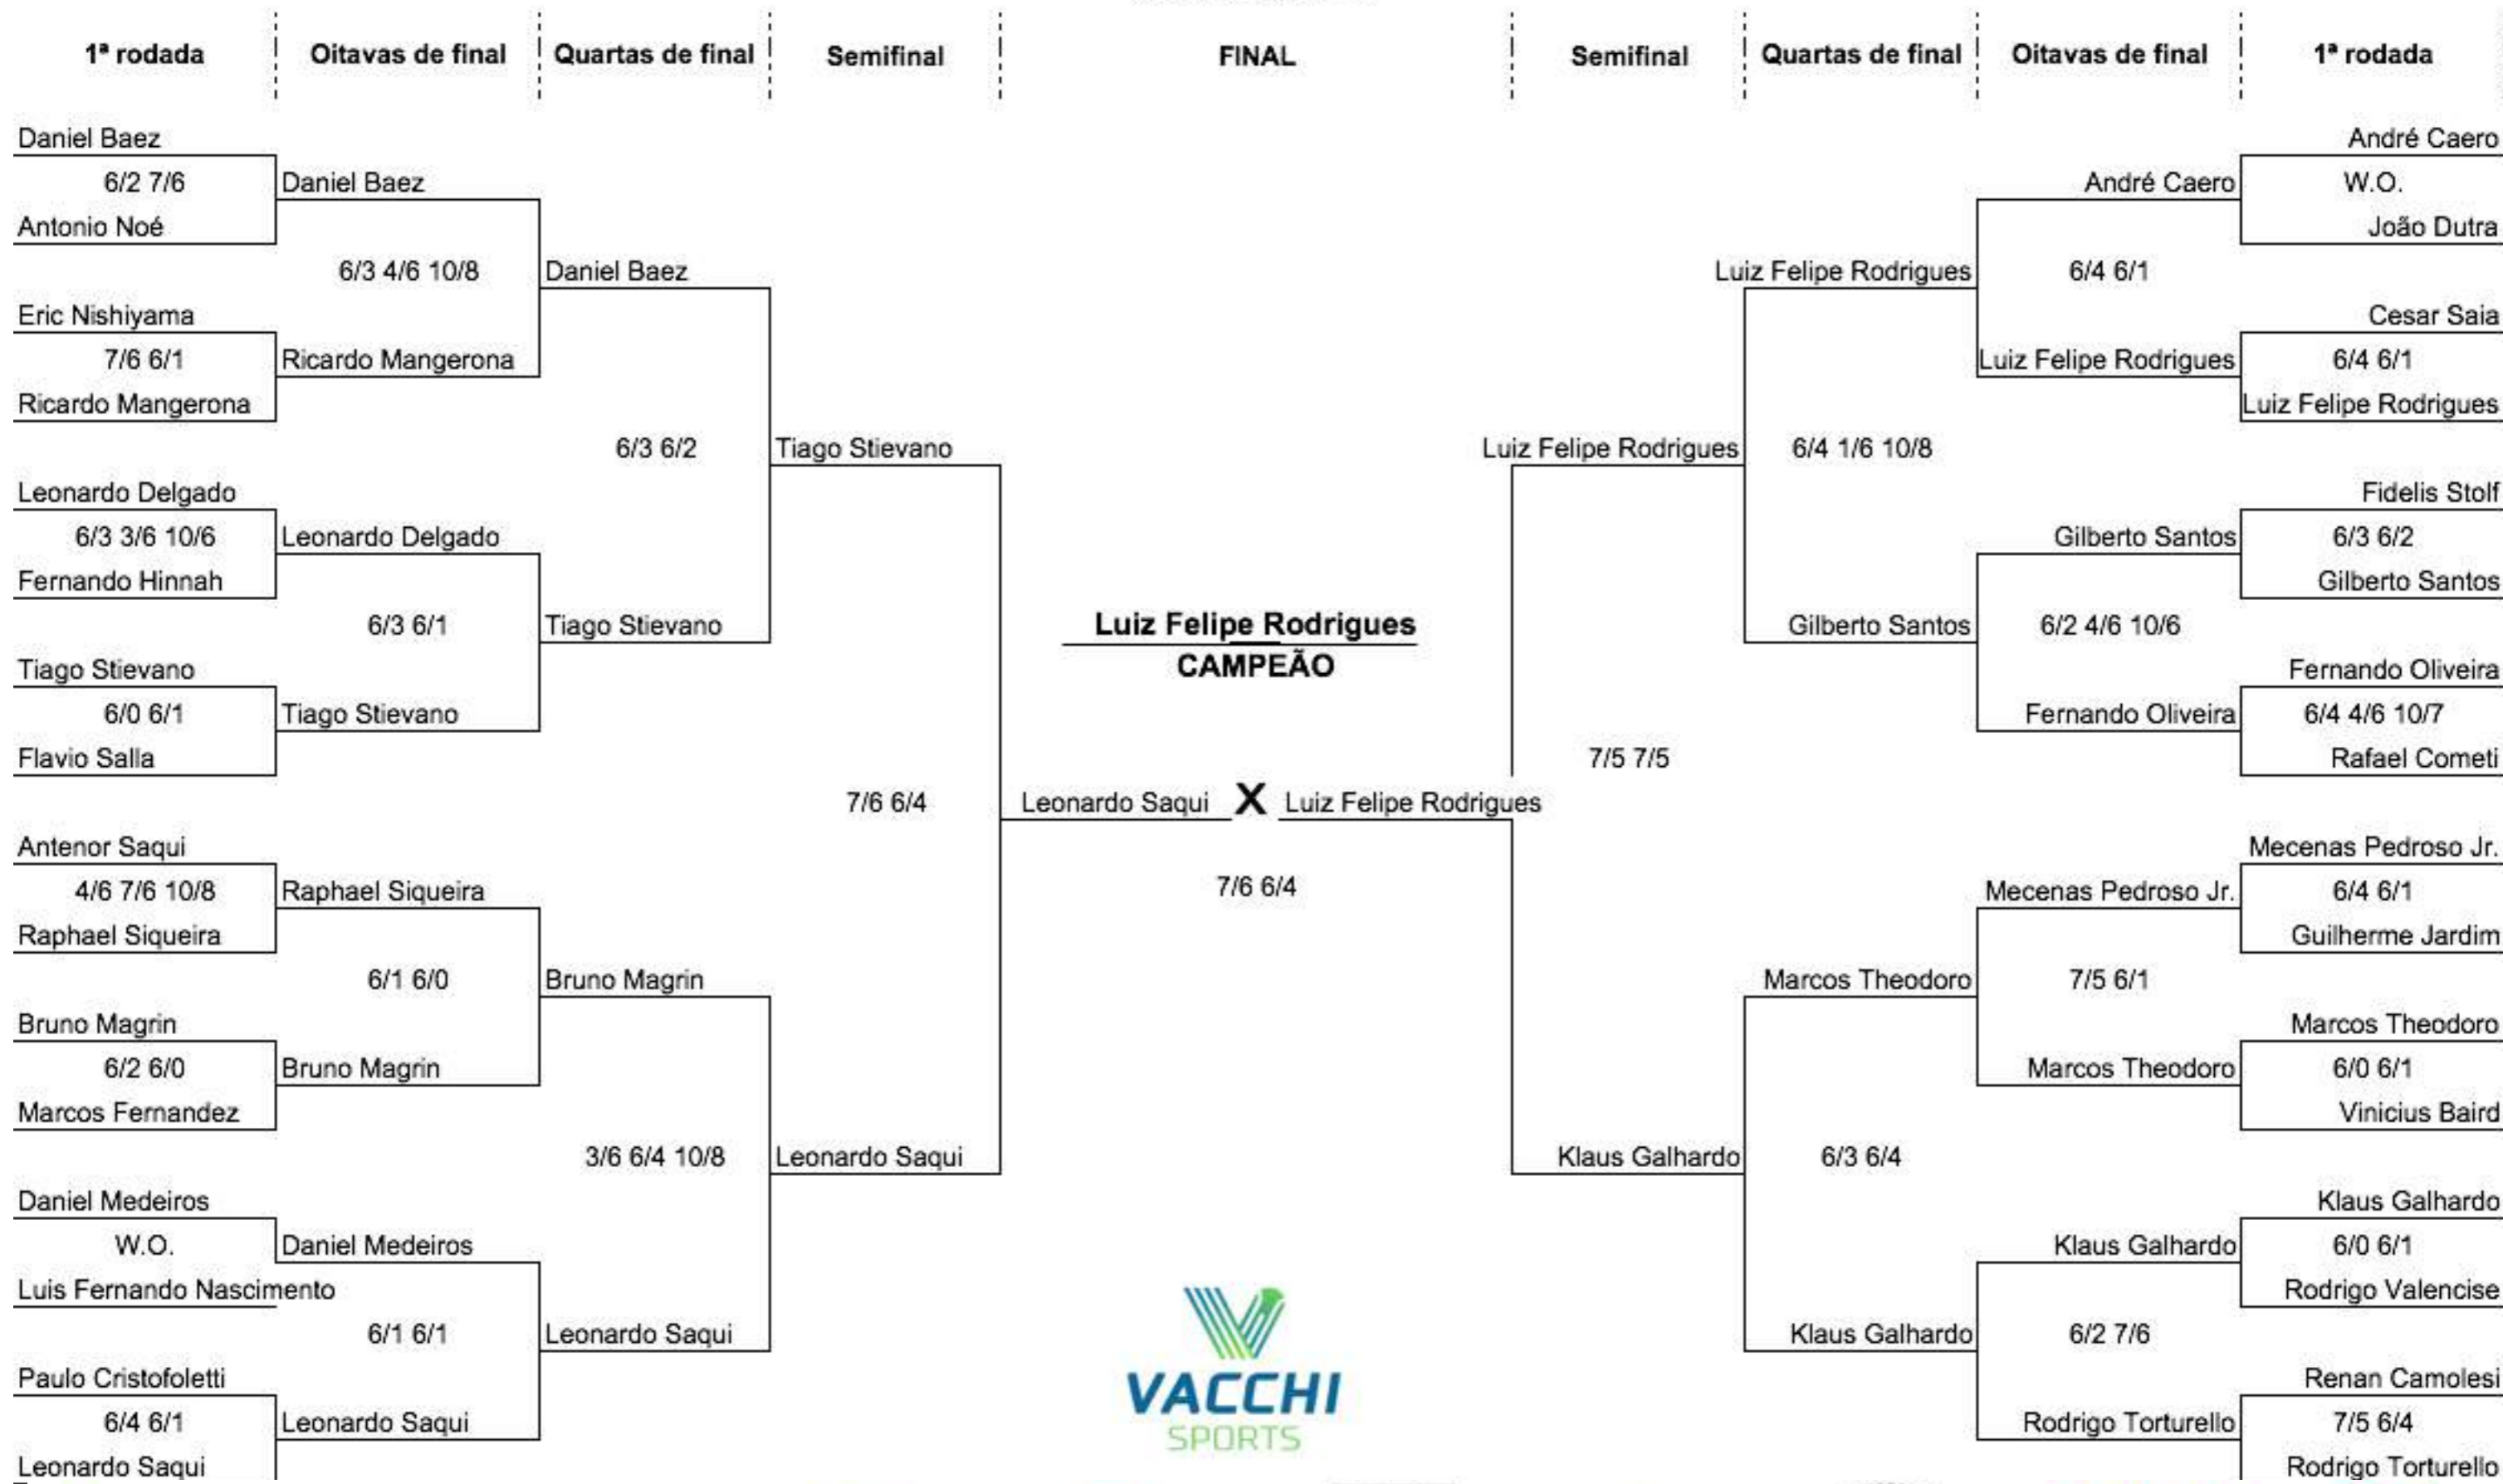 1ª rodada
Oitavas de final
Quartas de final
Semifinal
FINAL
Semifinal
Quartas de final
Oitavas de final
1ª rodada
Daniel Baez
6/2 7/6
Antonio Noé
Eric Nishiyama
7/6 6/1
Ricardo Mangerona
Leonardo Delgado
6/3 3/6 10/6
Fernando Hinnah
Tiago Stievano
6/0 6/1
Flavio Salla
Antenor Saqui
4/6 7/6 10/8
Raphael Siqueira
Bruno Magrin
6/2 6/0
Marcos Fernandez
Daniel Medeiros
W.O.
Luis Fernando Nascimento
Paulo Cristofoletti
6/4 6/1
Leonardo Saqui
Daniel Baez
6/3 4/6 10/8
Ricardo Mangerona
Leonardo Delgado
6/3 6/1
Tiago Stievano
Raphael Siqueira
6/1 6/0
Bruno Magrin
Daniel Medeiros
6/1 6/1
Leonardo Saqui
Daniel Baez
6/3 6/2
Tiago Stievano
Bruno Magrin
3/6 6/4 10/8
Leonardo Saqui
Tiago Stievano
7/6 6/4
Leonardo Saqui
Luiz Felipe Rodrigues
CAMPEÃO
Leonardo Saqui X Luiz Felipe Rodrigues
7/6 6/4
VACCHI
SPORTS
Luiz Felipe Rodrigues
7/5 7/5
Klaus Galhardo
Luiz Felipe Rodrigues
6/4 1/6 10/8
Gilberto Santos
Marcos Theodoro
6/3 6/4
Klaus Galhardo
André Caero
6/4 6/1
Luiz Felipe Rodrigues
Gilberto Santos
6/2 4/6 10/6
Fernando Oliveira
Mecenas Pedroso Jr.
7/5 6/1
Marcos Theodoro
Klaus Galhardo
6/2 7/6
Rodrigo Torturello
André Caero
W.O.
João Dutra
Cesar Saia
6/4 6/1
Luiz Felipe Rodrigues
Fidelis Stolf
6/3 6/2
Gilberto Santos
Fernando Oliveira
6/4 4/6 10/7
Rafael Cometi
Mecenas Pedroso Jr.
6/4 6/1
Guilherme Jardim
Marcos Theodoro
6/0 6/1
Vinicius Baird
Klaus Galhardo
6/0 6/1
Rodrigo Valencise
Renan Camolesi
7/5 6/4
Rodrigo Torturello